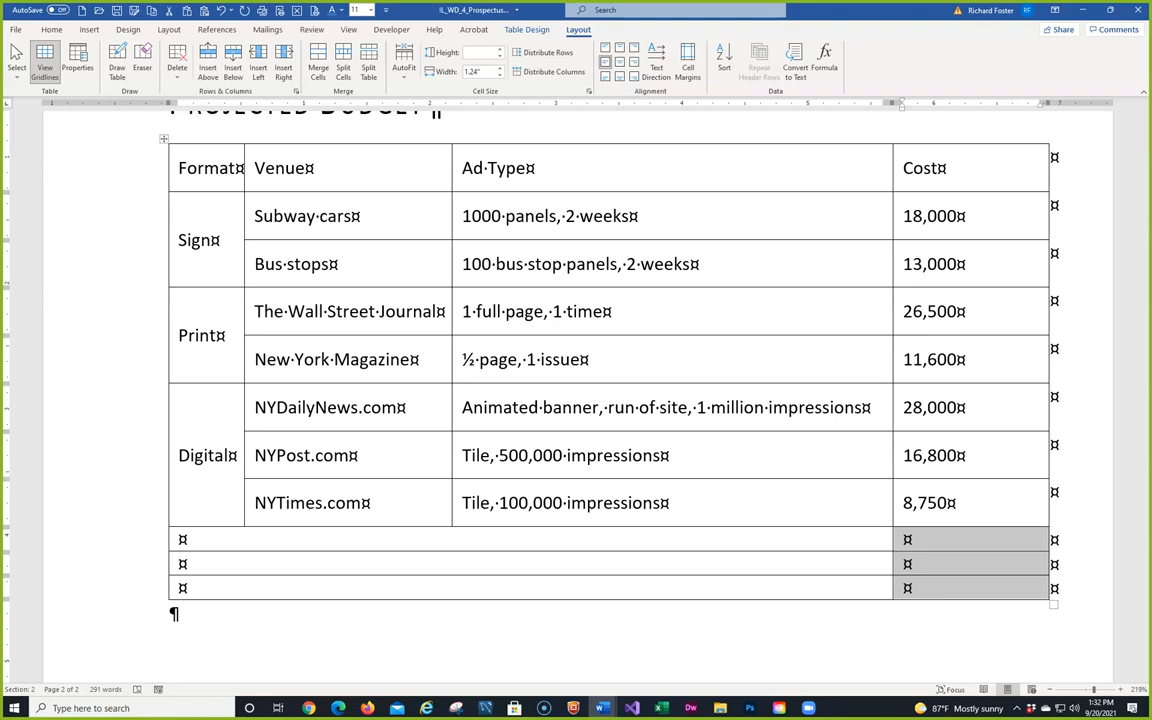 AutoSave Off 11 IL_WD_4_Prospectus... Search Richard Foster RF
File Home Insert Design Layout References Mailings Review View Developer Help Acrobat Table Design Layout Share Comments
Select View Gridlines Properties Draw Table Eraser Delete Insert Above Insert Below Insert Left Insert Right Merge Cells Split Cells Split Table AutoFit Height: Width: 1.24" Distribute Rows Distribute Columns Text Direction Cell Margins Sort Repeat Header Rows Convert to Text Formula
Table Draw Rows & Columns Merge Cell Size Alignment Data
PROJECTED BUDGET¶
Format¤ Venue¤ Ad·Type¤ Cost¤ ¤
Sign¤ Subway·cars¤ 1000·panels,·2·weeks¤ 18,000¤ ¤
Bus·stops¤ 100·bus·stop·panels,·2·weeks¤ 13,000¤ ¤
Print¤ The·Wall·Street·Journal¤ 1·full·page,·1·time¤ 26,500¤ ¤
New·York·Magazine¤ ½·page,·1·issue¤ 11,600¤ ¤
Digital¤ NYDailyNews.com¤ Animated·banner,·run·of·site,·1·million·impressions¤ 28,000¤ ¤
NYPost.com¤ Tile,·500,000·impressions¤ 16,800¤ ¤
NYTimes.com¤ Tile,·100,000·impressions¤ 8,750¤ ¤
¤ ¤ ¤
¤ ¤ ¤
¤ ¤ ¤
¶
Section: 2 Page 2 of 2 291 words Focus 219%
Type here to search 87°F Mostly sunny 1:32 PM
9/20/2021